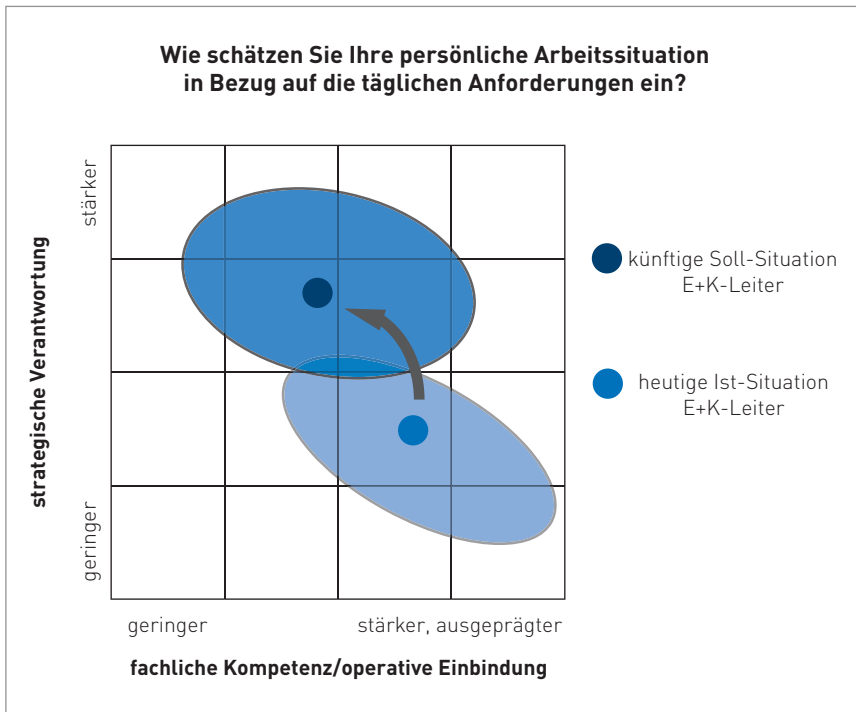 Wie schätzen Sie Ihre persönliche Arbeitssituation
in Bezug auf die täglichen Anforderungen ein?
strategische Verantwortung
stärker
geringer
künftige Soll-Situation
E+K-Leiter
heutige Ist-Situation
E+K-Leiter
geringer
stärker, ausgeprägter
fachliche Kompetenz/operative Einbindung